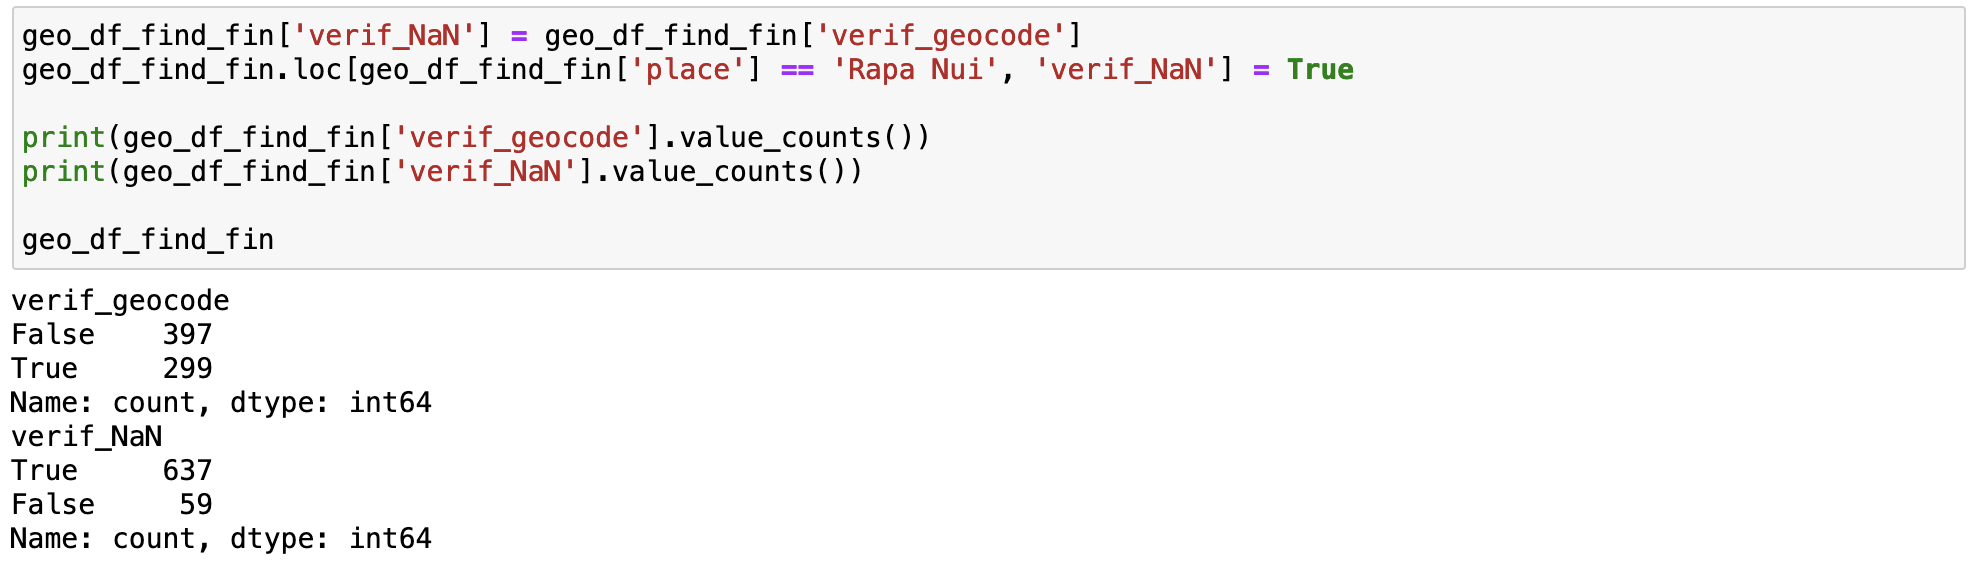 geo_df_find_fin['verif_NaN'] = geo_df_find_fin['verif_geocode']
geo_df_find_fin.loc[geo_df_find_fin['place'] == 'Rapa Nui', 'verif_NaN'] = True

print(geo_df_find_fin['verif_geocode'].value_counts())
print(geo_df_find_fin['verif_NaN'].value_counts())

geo_df_find_fin
verif_geocode
False    397
True     299
Name: count, dtype: int64
verif_NaN
True     637
False     59
Name: count, dtype: int64